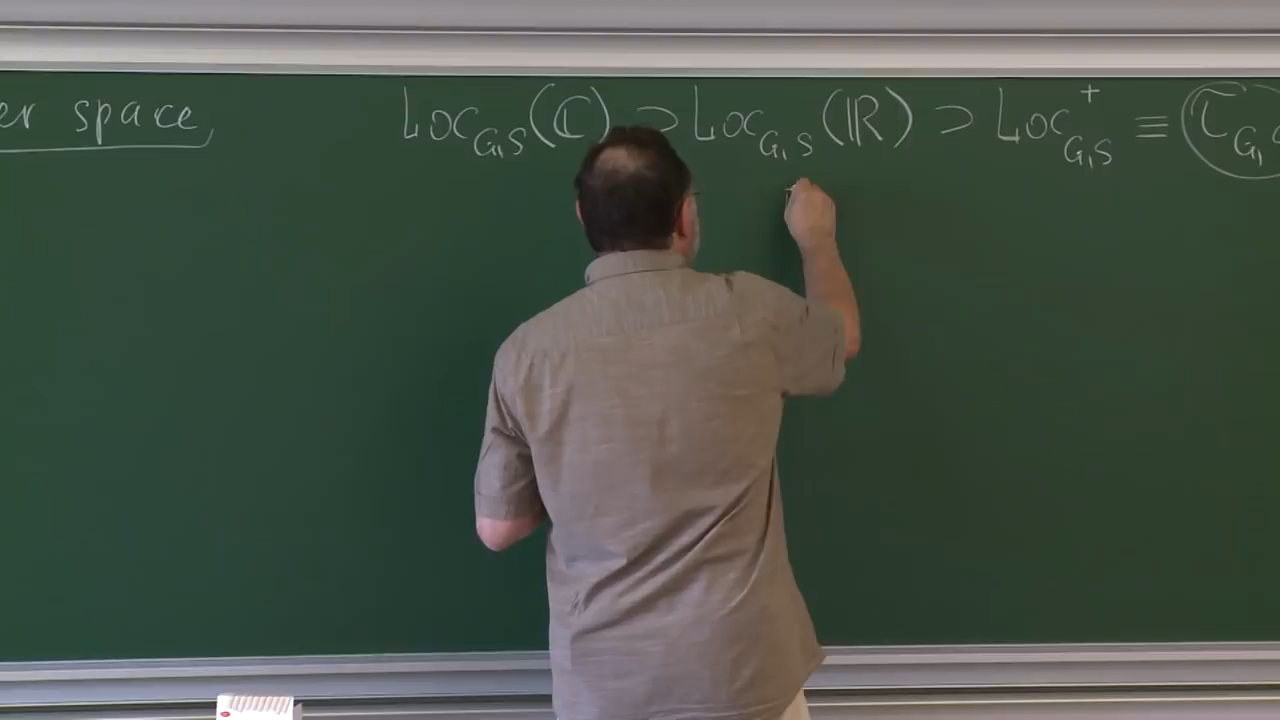 er space,
Loc_{G,S}(ℂ) ⊃ Loc_{G,S}(ℝ) ⊃ Loc^{+}_{G,S} ≡ 𝒯_{G,